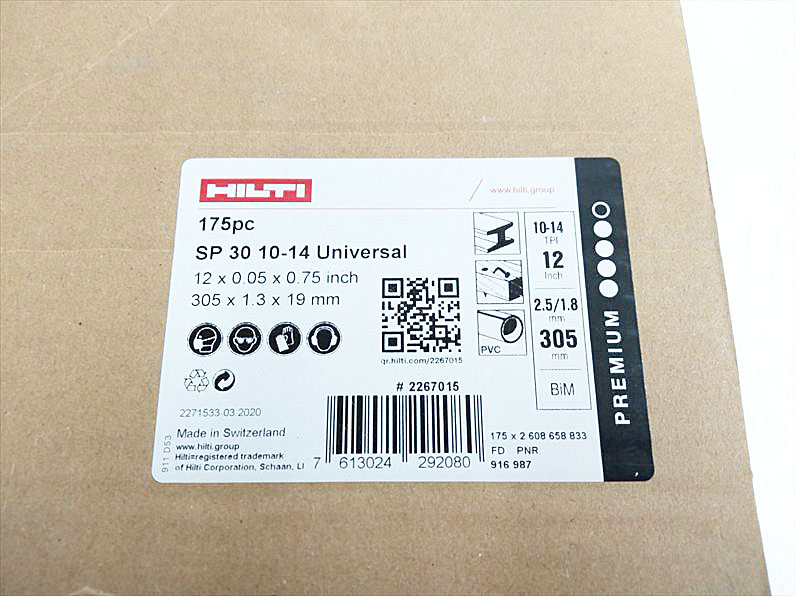 HILTI
www.hilti.group
175pc
SP 30 10-14 Universal
12 x 0.05 x 0.75 inch
305 x 1.3 x 19 mm
qr.hilti.com/2267015
PVC
10-14
TPI
12
Inch
2.5/1.8
mm
305
mm
BiM
PREMIUM
# 2267015
2271533-03.2020
Made in Switzerland
www.hilti.group
Hilti=registered trademark
of Hilti Corporation, Schaan, LI
911 D53
7 613024 292080
175 x 2 608 658 833
FD PNR
916 987